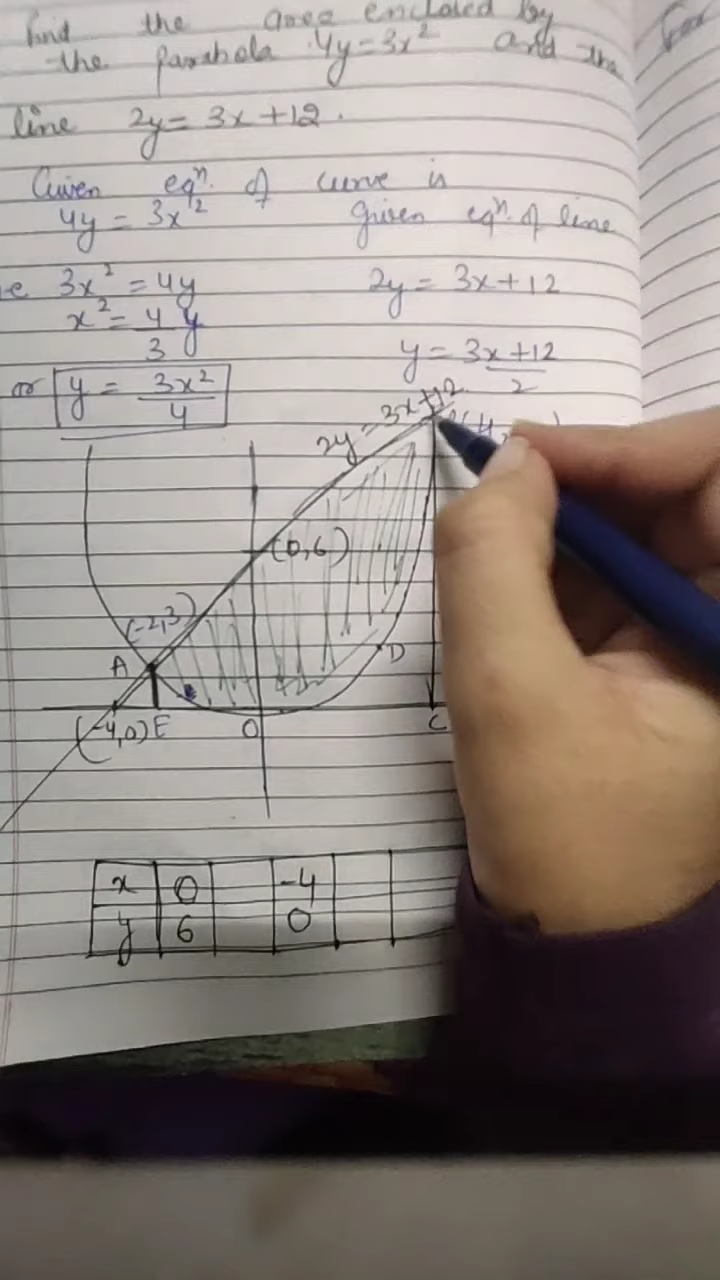 find the area enclosed by
the parabola 4y = 3x² and the
line 2y = 3x + 12.
Given eqⁿ. of curve is
4y = 3x²
given eqⁿ. of line
3x² = 4y
2y = 3x + 12
x² = 4/3 y
y = 3x + 12 / 2
or y = 3x²/4
2y = 3x + 12
(4,
(0,6)
(-2,3)
A
D
(-4,0) E O C
x 0 -4
y 6 0